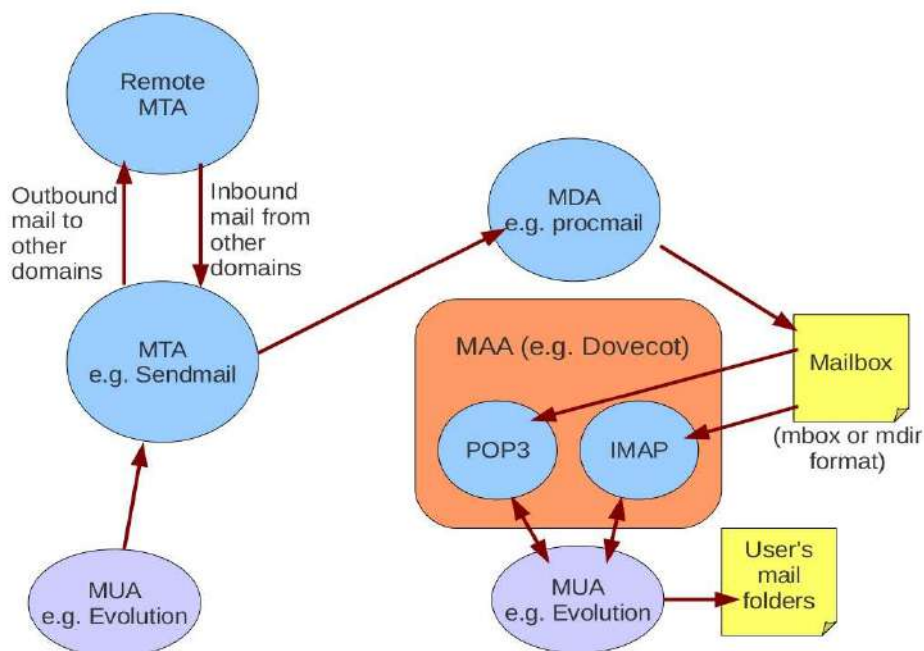 Remote
MTA
Outbound
mail to
other
domains
Inbound
mail from
other
domains
MDA
e.g. procmail
MTA
e.g. Sendmail
MAA (e.g. Dovecot)
Mailbox
POP3
IMAP
(mbox or mdir
format)
MUA
e.g. Evolution
MUA
e.g. Evolution
User's
mail
folders